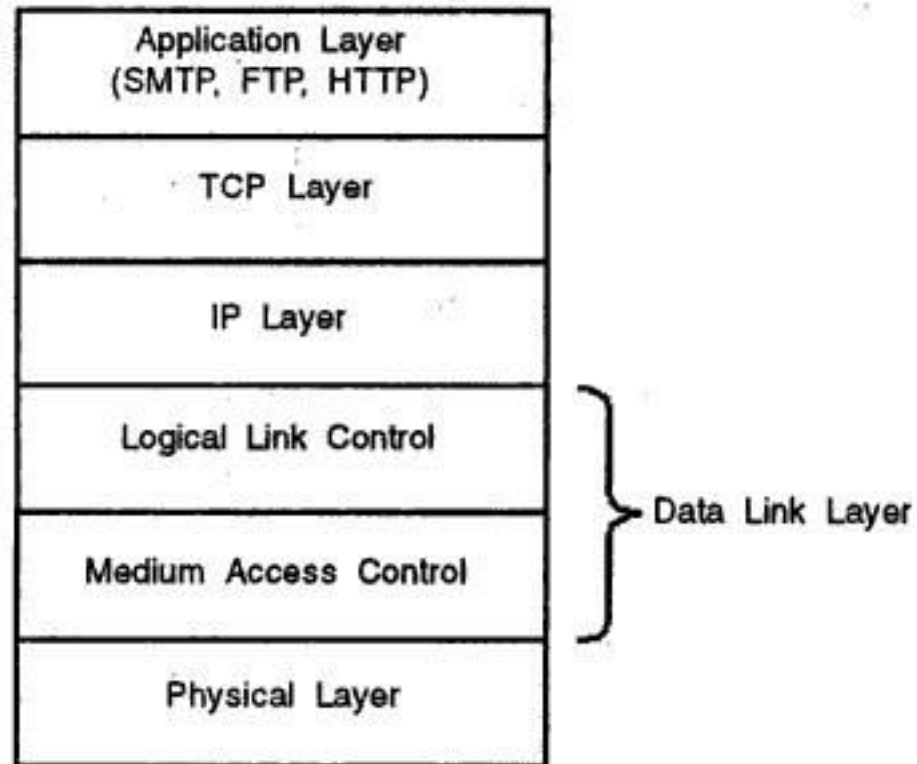 Application Layer
(SMTP, FTP, HTTP)
TCP Layer
IP Layer
Logical Link Control
Medium Access Control
Data Link Layer
Physical Layer